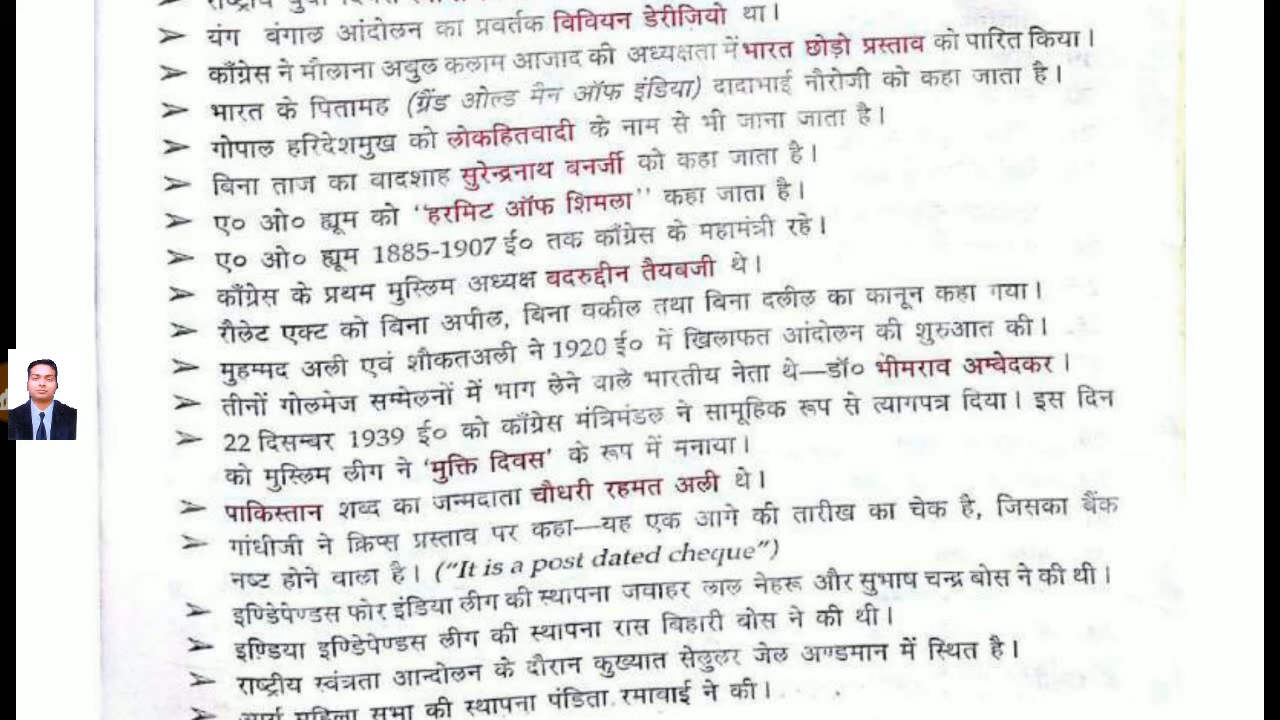 ➤ यंग बंगाल आंदोलन का प्रवर्तक विवियन डेरीजियो था।
➤ काँग्रेस ने मौलाना अबुल कलाम आजाद की अध्यक्षता में भारत छोड़ो प्रस्ताव को पारित किया।
➤ भारत के पितामह (ग्रैंड ओल्ड मैन ऑफ इंडिया) दादाभाई नौरोजी को कहा जाता है।
➤ गोपाल हरिदेशमुख को लोकहितवादी के नाम से भी जाना जाता है।
➤ बिना ताज का बादशाह सुरेन्द्रनाथ बनर्जी को कहा जाता है।
➤ ए० ओ० ह्यूम को ‘‘हरमिट ऑफ शिमला’’ कहा जाता है।
➤ ए० ओ० ह्यूम 1885-1907 ई० तक काँग्रेस के महामंत्री रहे।
➤ काँग्रेस के प्रथम मुस्लिम अध्यक्ष बदरुद्दीन तैयबजी थे।
➤ रौलेट एक्ट को बिना अपील, बिना वकील तथा बिना दलील का कानून कहा गया।
➤ मुहम्मद अली एवं शौकतअली ने 1920 ई० में खिलाफत आंदोलन की शुरुआत की।
➤ तीनों गोलमेज सम्मेलनों में भाग लेने वाले भारतीय नेता थे—डॉ० भीमराव अम्बेदकर।
➤ 22 दिसम्बर 1939 ई० को काँग्रेस मंत्रिमंडल ने सामूहिक रूप से त्यागपत्र दिया। इस दिन
को मुस्लिम लीग ने ‘मुक्ति दिवस’ के रूप में मनाया।
➤ पाकिस्तान शब्द का जन्मदाता चौधरी रहमत अली थे।
➤ गांधीजी ने क्रिप्स प्रस्ताव पर कहा—यह एक आगे की तारीख का चेक है, जिसका बैंक
नष्ट होने वाला है। (“It is a post dated cheque”)
➤ इण्डिपेण्डस फोर इंडिया लीग की स्थापना जवाहर लाल नेहरू और सुभाष चन्द्र बोस ने की थी।
➤ इण्डिया इण्डिपेण्डस लीग की स्थापना रास बिहारी बोस ने की थी।
➤ राष्ट्रीय स्वंत्रता आन्दोलन के दौरान कुख्यात सेलुलर जेल अण्डमान में स्थित है।
➤ आर्य महिला सभा की स्थापना पंडिता रमावाई ने की।